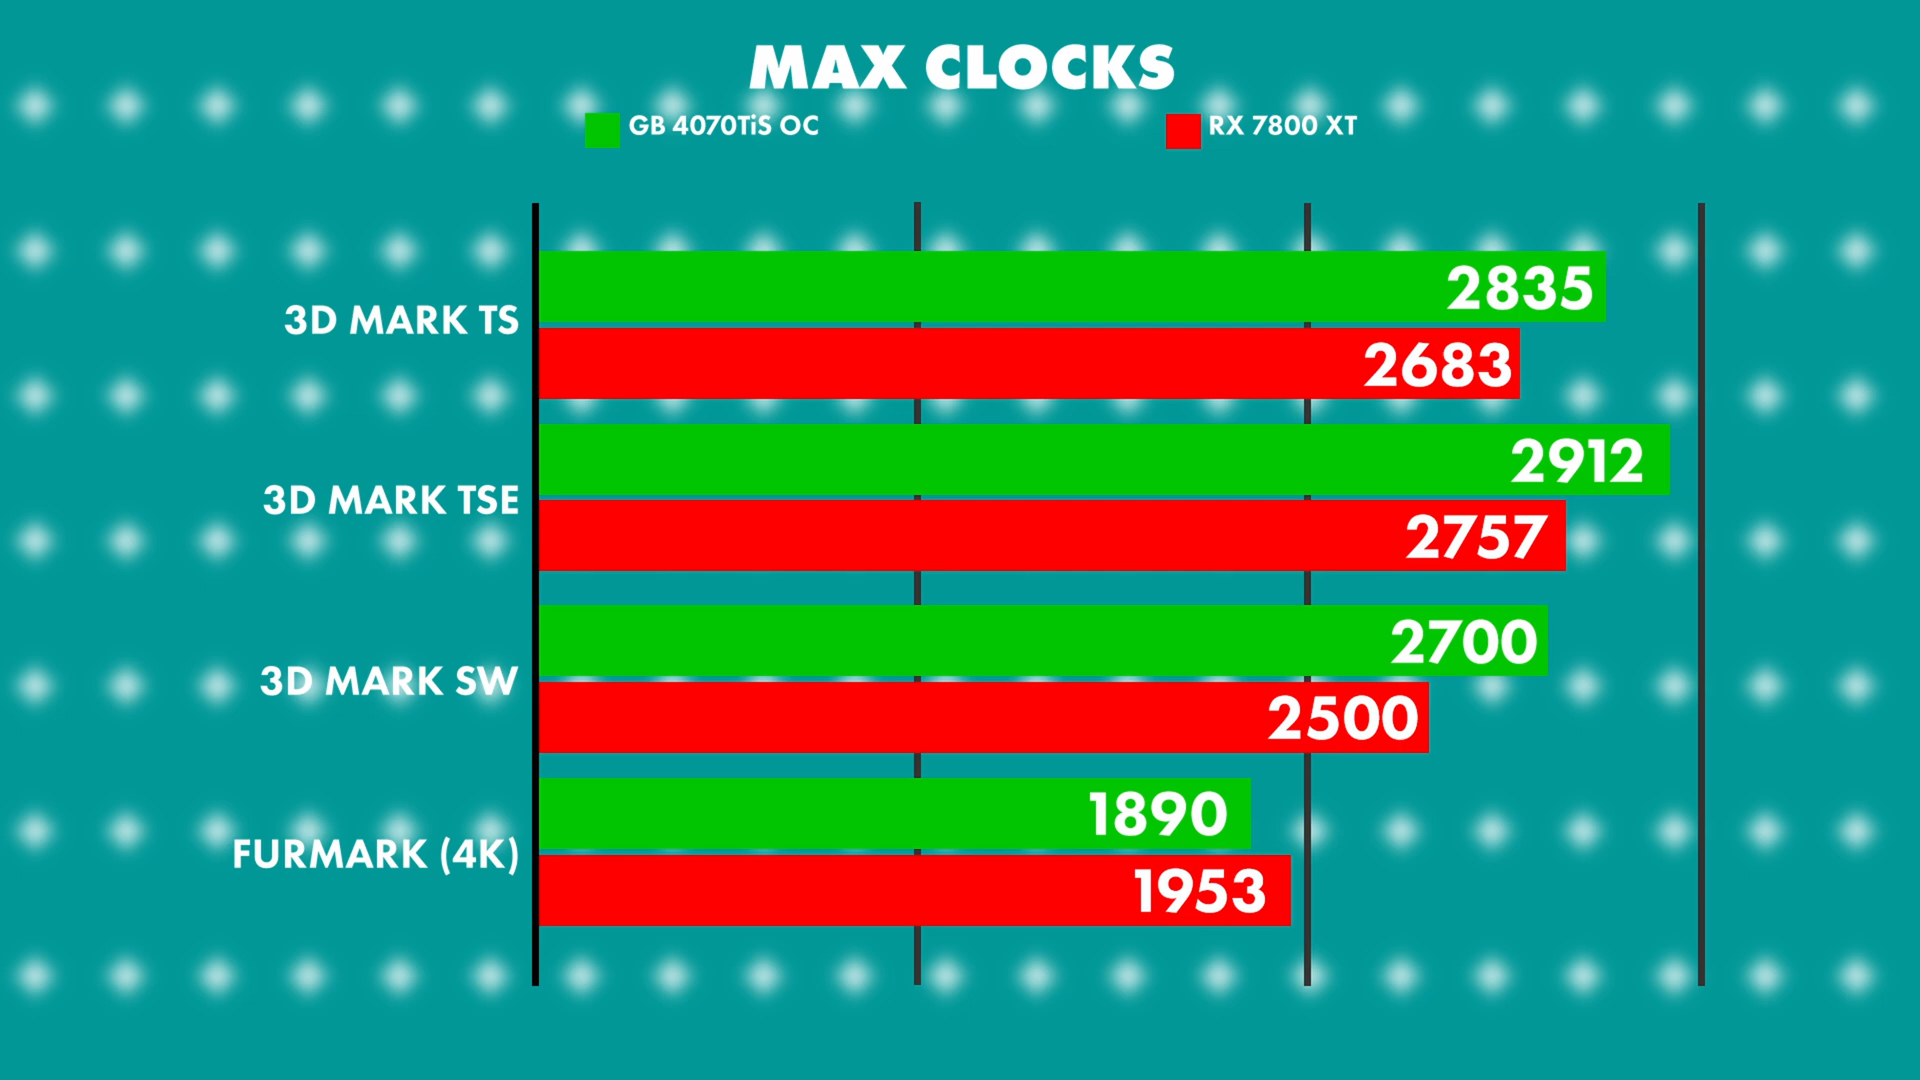 MAX CLOCKS
GB 4070TiS OC
RX 7800 XT
3D MARK TS
2835
2683
3D MARK TSE
2912
2757
3D MARK SW
2700
2500
FURMARK (4K)
1890
1953